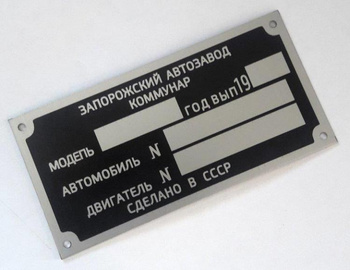 ЗАПОРОЖСКИЙ АВТОЗАВОД
КОММУНАР
МОДЕЛЬ ГОД ВЫП 19
АВТОМОБИЛЬ N
ДВИГАТЕЛЬ N
СДЕЛАНО В СССР